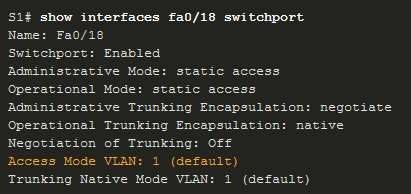 S1# show interfaces fa0/18 switchport
Name: Fa0/18
Switchport: Enabled
Administrative Mode: static access
Operational Mode: static access
Administrative Trunking Encapsulation: negotiate
Operational Trunking Encapsulation: native
Negotiation of Trunking: Off
Access Mode VLAN: 1 (default)
Trunking Native Mode VLAN: 1 (default)